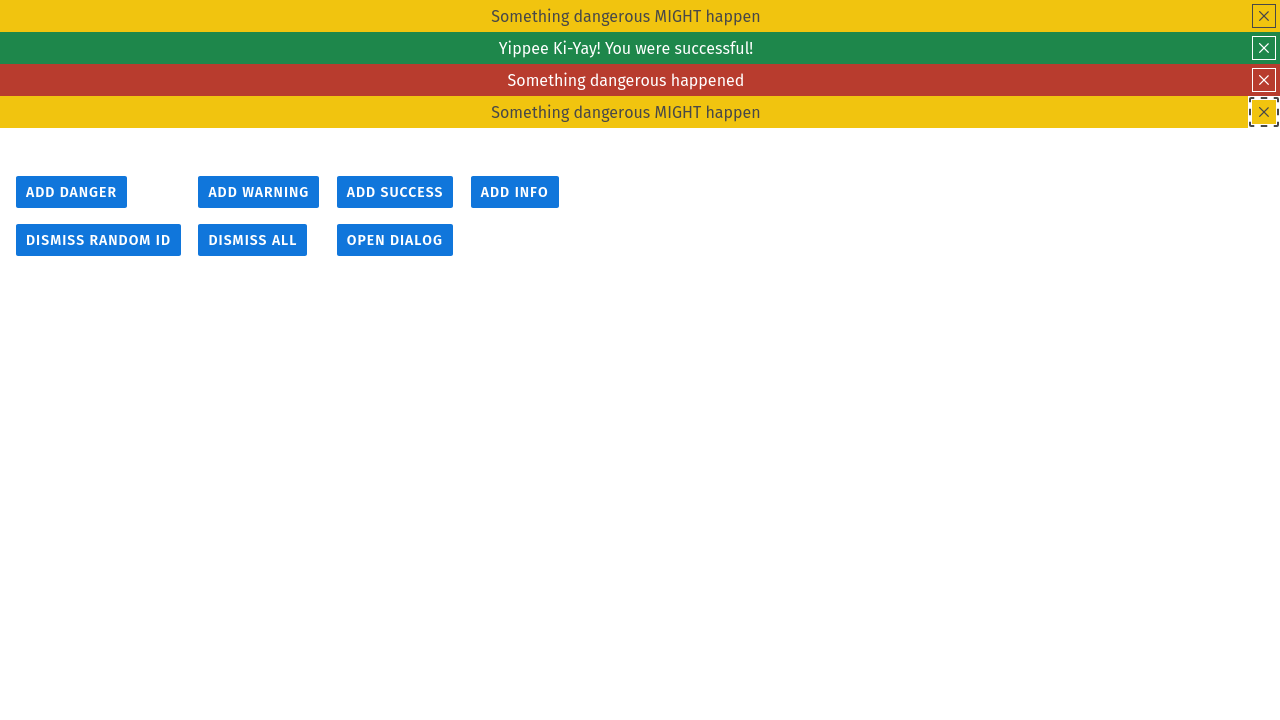 Something dangerous MIGHT happen
Yippee Ki-Yay! You were successful!
Something dangerous happened
Something dangerous MIGHT happen
ADD DANGER ADD WARNING ADD SUCCESS ADD INFO
DISMISS RANDOM ID DISMISS ALL OPEN DIALOG